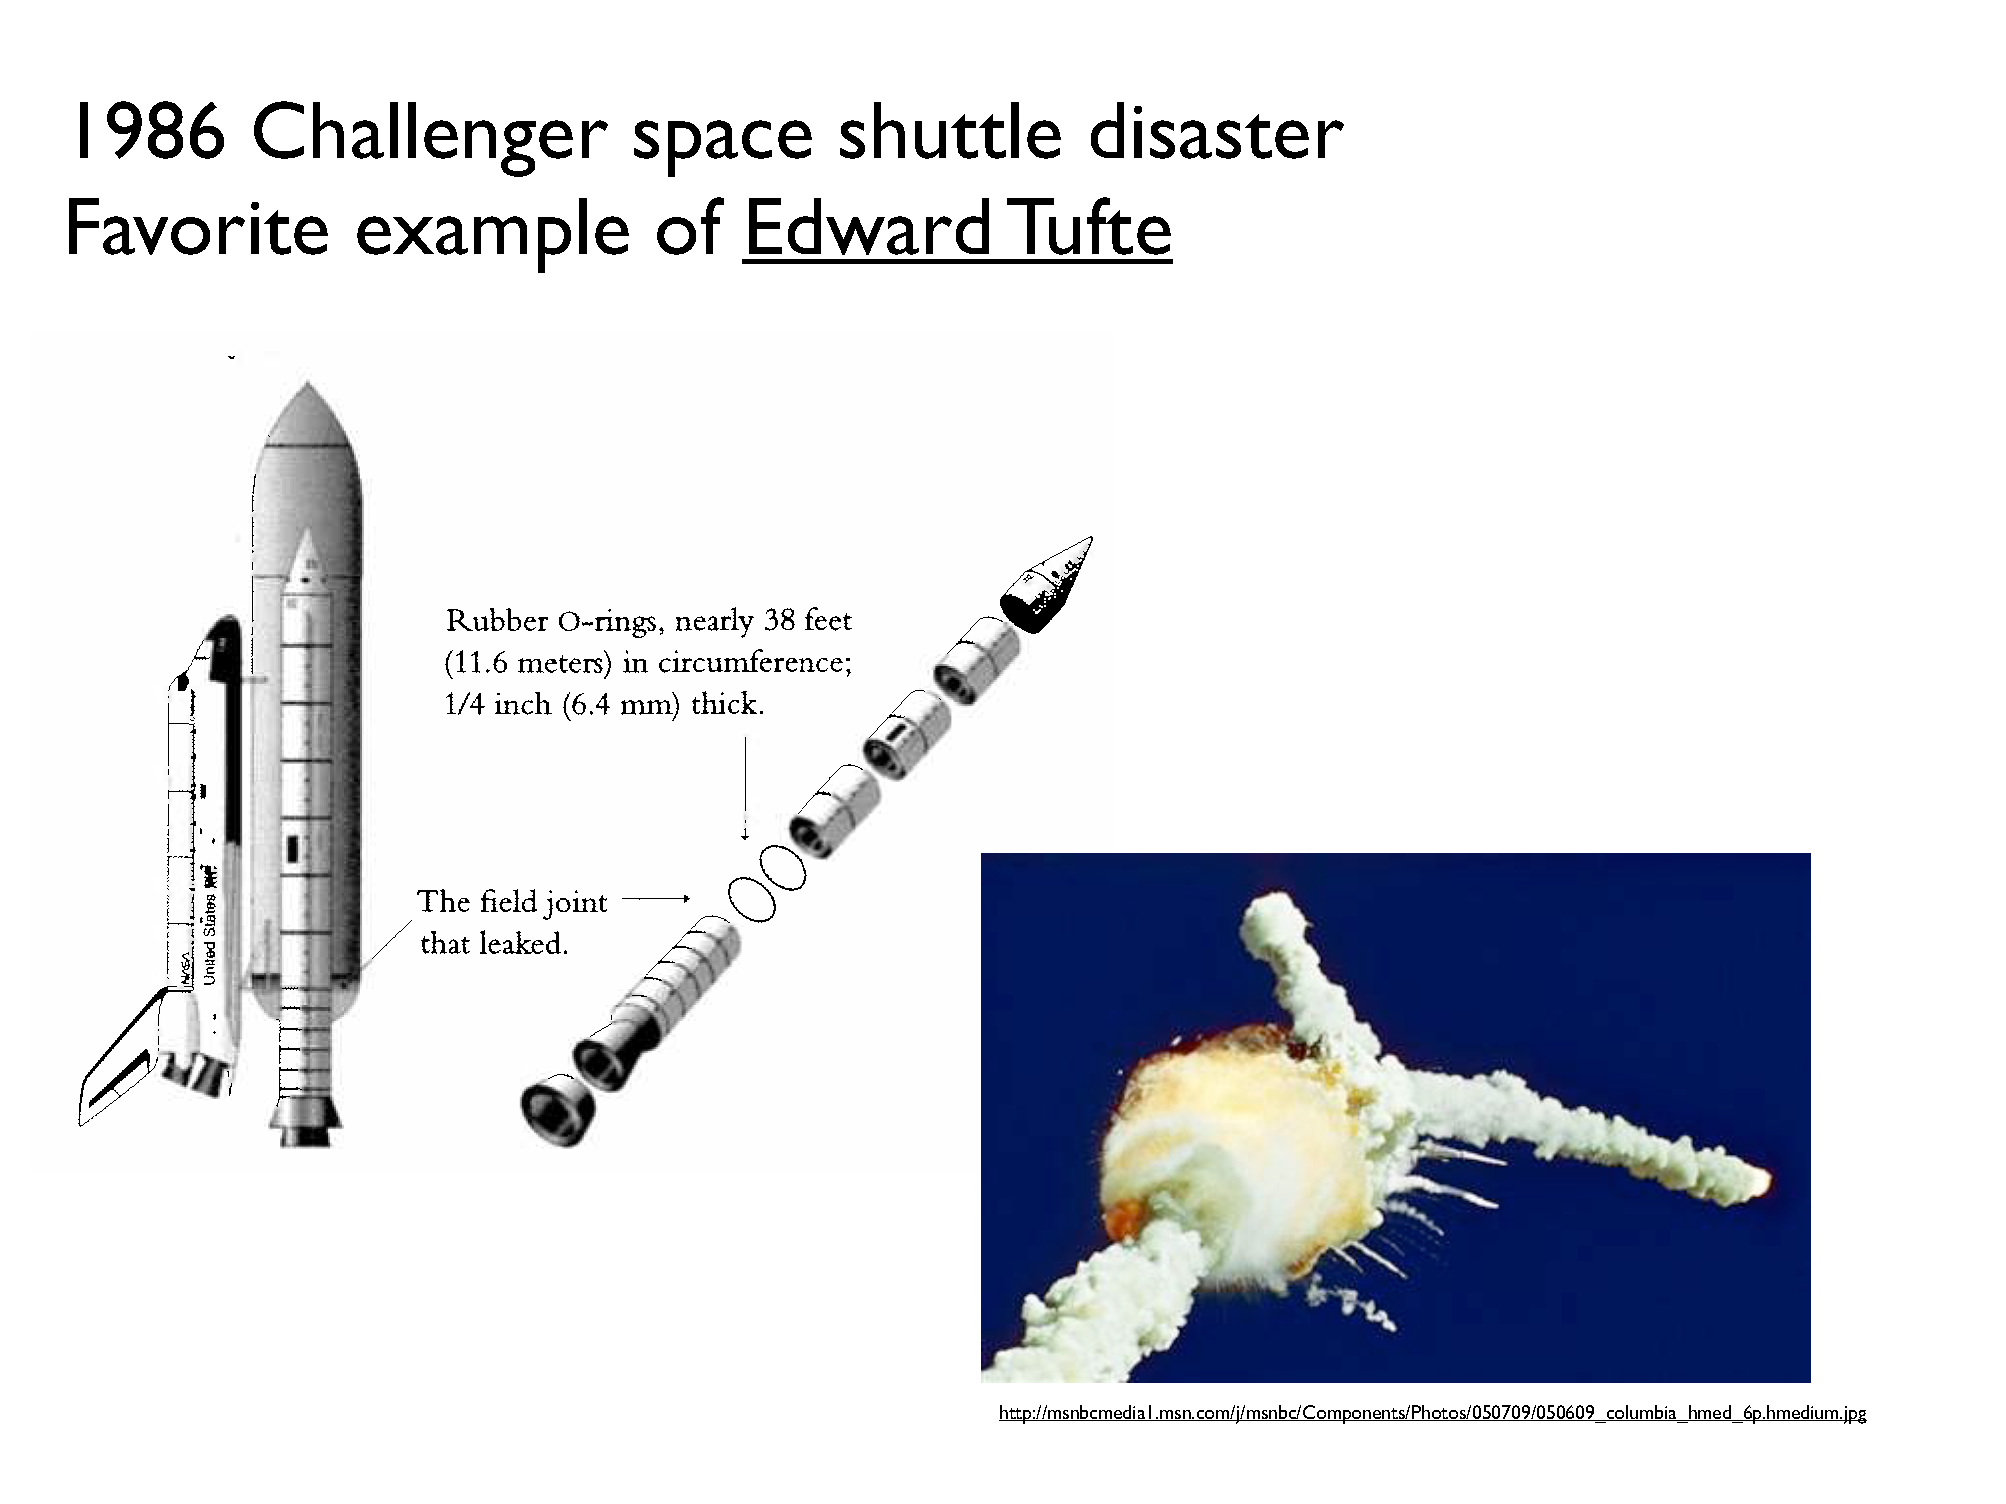 1986 Challenger space shuttle disaster
Favorite example of Edward Tufte
Rubber O-rings, nearly 38 feet
(11.6 meters) in circumference;
1/4 inch (6.4 mm) thick.
The field joint
that leaked.
United States
NASA
http://msnbcmedia1.msn.com/j/msnbc/Components/Photos/050709/050609_columbia_hmed_6p.hmedium.jpg